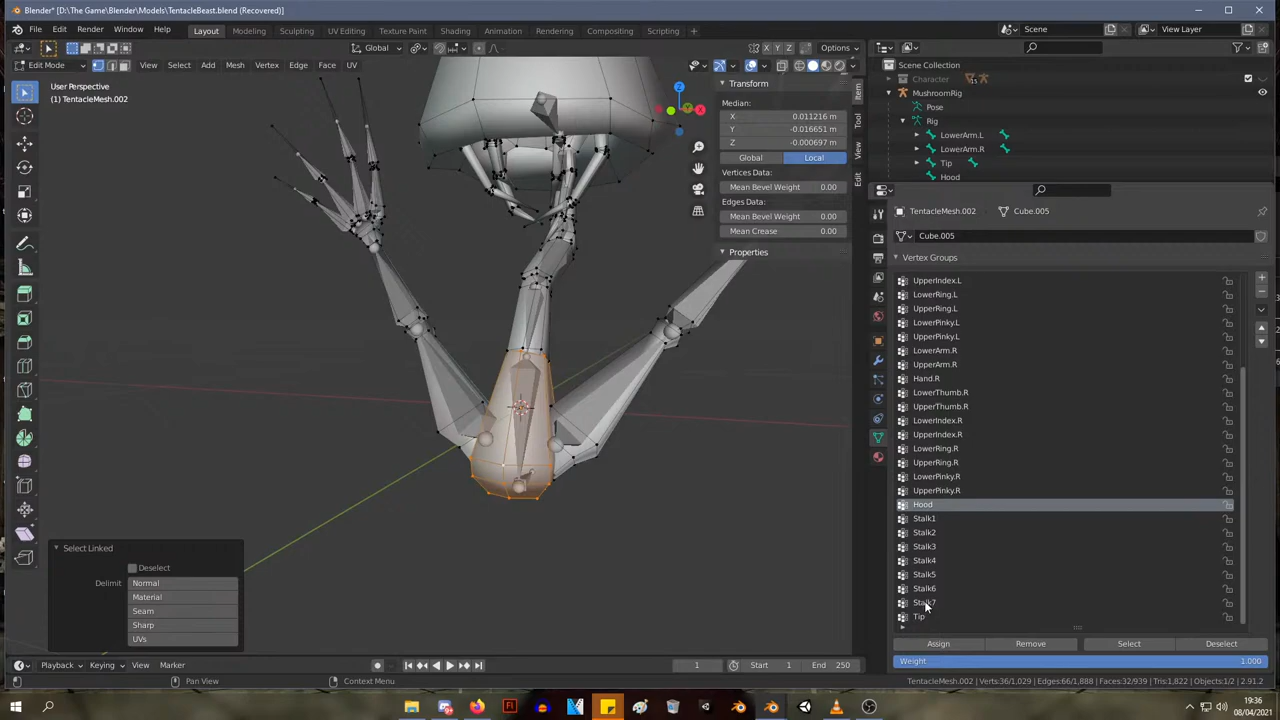 Blender* [D:\The Game\Blender\Models\TentacleBeast.blend (Recovered)]
File Edit Render Window Help Layout Modeling Sculpting UV Editing Texture Paint Shading Animation Rendering Compositing Scripting + Scene View Layer
Global Options
Edit Mode View Select Add Mesh Vertex Edge Face UV
X Y Z
User Perspective
(1) TentacleMesh.002
Z
X
Y
Transform
Median:
X 0.011216 m
Y -0.016651 m
Z -0.000697 m
Global Local
Vertices Data:
Mean Bevel Weight 0.00
Edges Data:
Mean Bevel Weight 0.00
Mean Crease 0.00
Properties
Item
Tool
View
Edit
Scene Collection
Character 15
MushroomRig
Pose
Rig
LowerArm.L
LowerArm.R
Tip
Hood
TentacleMesh.002 Cube.005
Cube.005
Vertex Groups
UpperIndex.L
LowerRing.L
UpperRing.L
LowerPinky.L
UpperPinky.L
LowerArm.R
UpperArm.R
Hand.R
LowerThumb.R
UpperThumb.R
LowerIndex.R
UpperIndex.R
LowerRing.R
UpperRing.R
LowerPinky.R
UpperPinky.R
Hood
Stalk1
Stalk2
Stalk3
Stalk4
Stalk5
Stalk6
Stalk7
Tip
Assign Remove Select Deselect
Weight 1.000
Select Linked
Deselect
Delimit Normal
Material
Seam
Sharp
UVs
Playback Keying View Marker 1 Start 1 End 250
Select Pan View Context Menu TentacleMesh.002 | Verts:36/1,029 | Edges:66/1,888 | Faces:32/939 | Tris:1,822 | Objects:1/2 | 2.91.2
19:36
08/04/2021